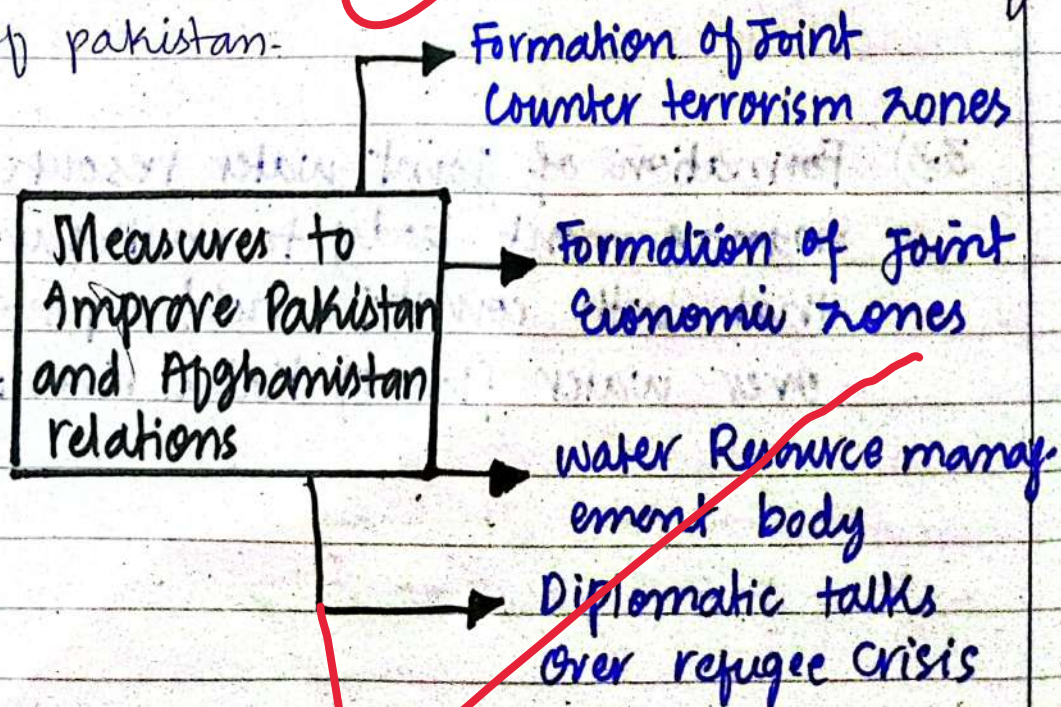 of pakistan-
Formation of Joint
Counter terrorism zones
Measures to
Improve Pakistan
and Afghanistan
relations
Formation of Joint
Economic zones
water Resource manag-
ement body
Diplomatic talks
Over refugee Crisis